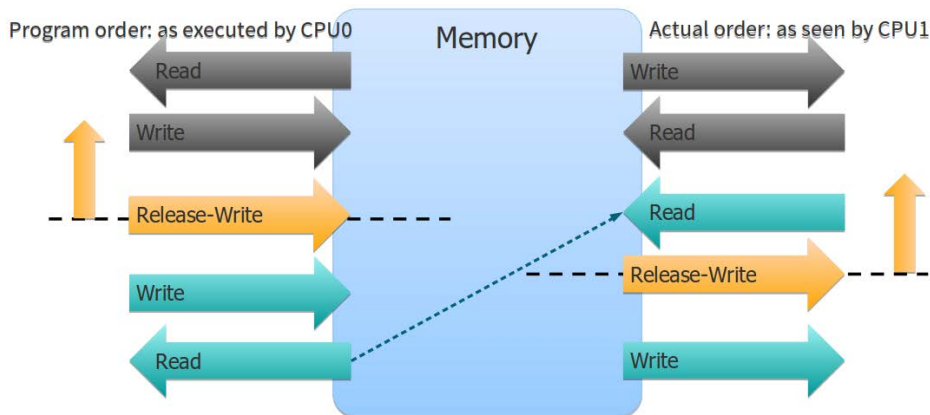 Program order: as executed by CPU0
Memory
Actual order: as seen by CPU1
Read
Write
Write
Read
Release-Write
Read
Release-Write
Write
Read
Write